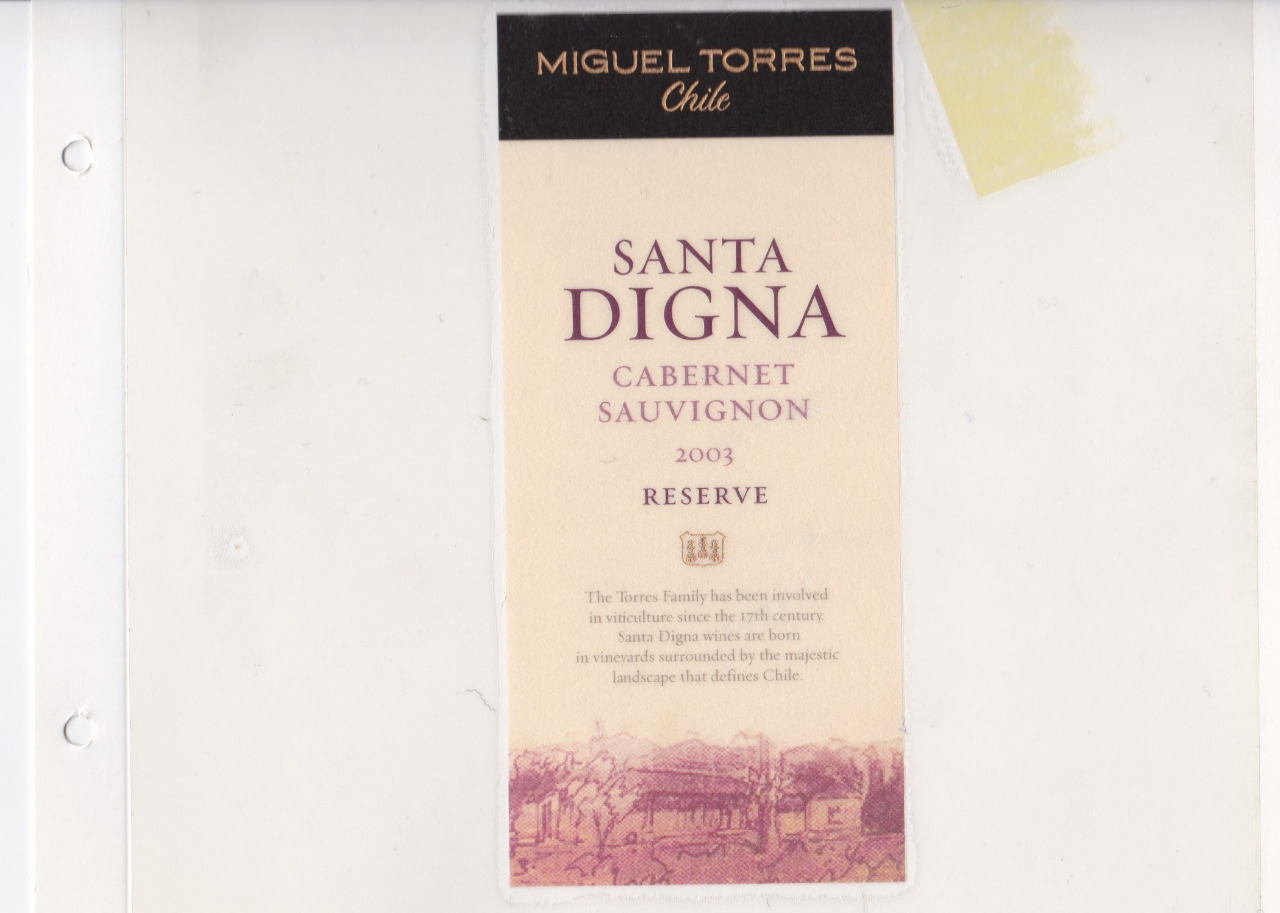 MIGUEL TORRES
Chile
SANTA
DIGNA
CABERNET
SAUVIGNON
2003
RESERVE
The Torres Family has been involved
in viticulture since the 17th century.
Santa Digna wines are born
in vineyards surrounded by the majestic
landscape that defines Chile.